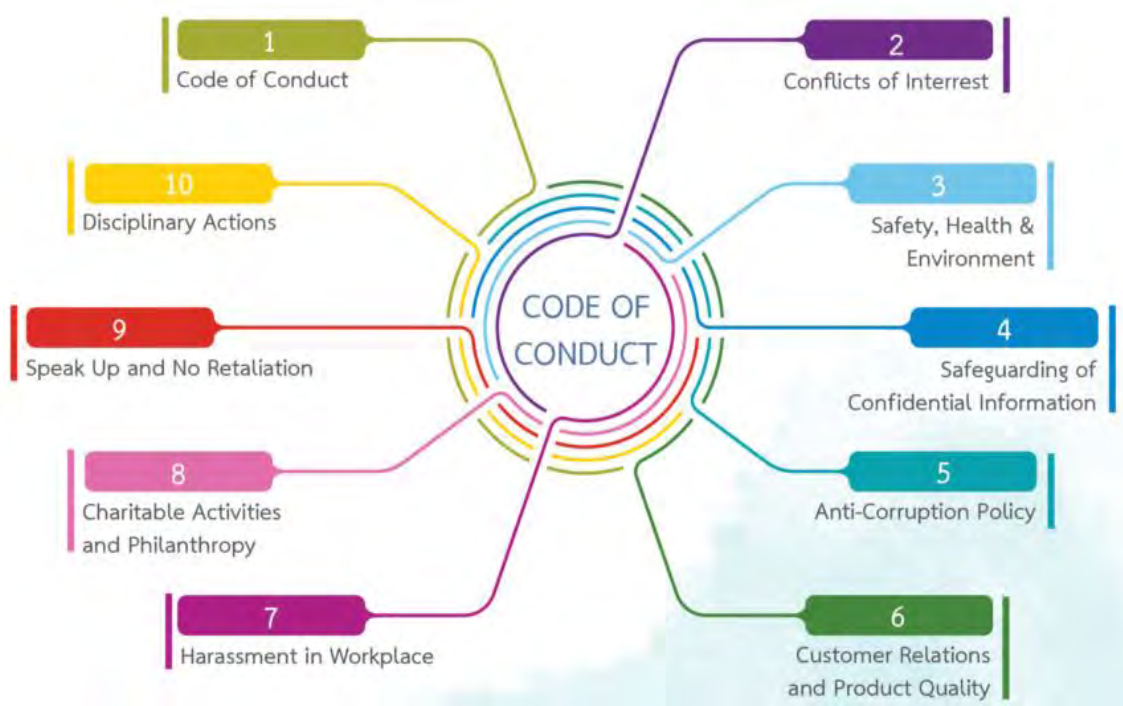 1
Code of Conduct
2
Conflicts of Interrest
10
Disciplinary Actions
3
Safety, Health &
Environment
CODE OF
CONDUCT
9
Speak Up and No Retaliation
4
Safeguarding of
Confidential Information
8
Charitable Activities
and Philanthropy
5
Anti-Corruption Policy
7
Harassment in Workplace
6
Customer Relations
and Product Quality